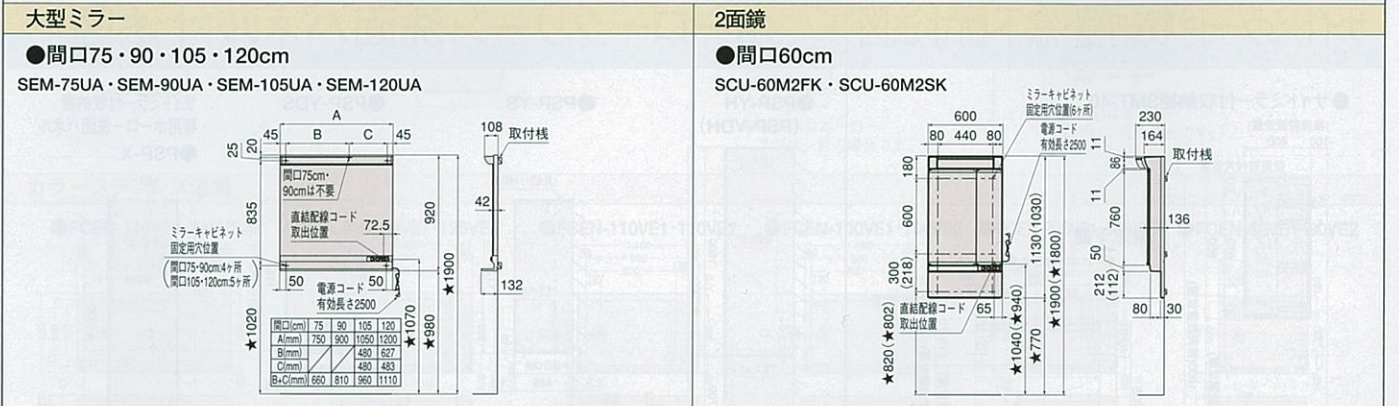 大型ミラー
●間口75・90・105・120cm
SEM-75UA・SEM-90UA・SEM-105UA・SEM-120UA
A
45 B C 45
108 取付桟
20
25
間口75cm・
90cmは不要
835
直結配線コード
取出位置
72.5
920
42
ミラーキャビネット
固定用穴位置
(間口75・90cm:4ヶ所
間口105・120cm:5ヶ所)
50 50
電源コード
有効長さ2500
132
★1900
★1020
★1070
★980
間口(cm) 75 90 105 120
A(mm) 750 900 1050 1200
B(mm) 480 627
C(mm) 480 483
B+C(mm) 660 810 960 1110
2面鏡
●間口60cm
SCU-60M2FK・SCU-60M2SK
ミラーキャビネット
固定用穴位置(6ヶ所)
600
80 440 80
電源コード
有効長2500
230
164
取付桟
11
86
180
11
600
760
136
1130(1030)
★1900(★1800)
50
300
(218)
212
(112)
直結配線コード
取出位置
65
80 30
★820(★802)
★1040(★940)
★770